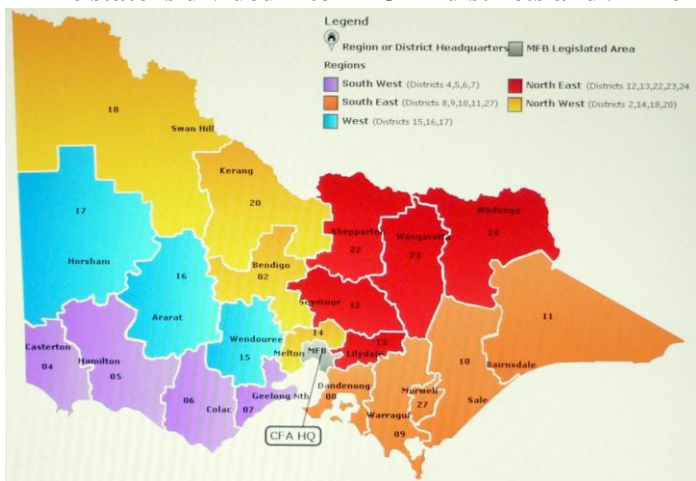 Legend
Region or District Headquarters
MFB Legislated Area
Regions
South West (Districts 4,5,6,7)
North East (Districts 12,13,22,23,24
South East (Districts 8,9,10,11,27)
North West (Districts 2,14,18,20)
West (Districts 15,16,17)
18
Swan Hill
Kerang
20
17
Horsham
16
Ararat
Bendigo
02
Shepparton
22
Wangaratta
23
Wodonga
24
Seymour
12
11
Wendouree
15
Melton
14
MFB
13
Lilydale
10
Bairnsdale
Casterton
04
Hamilton
05
06
Colac
Geelong Nth
07
Dandenong
08
Morwell
27
Sale
Warragul
09
CFA HQ